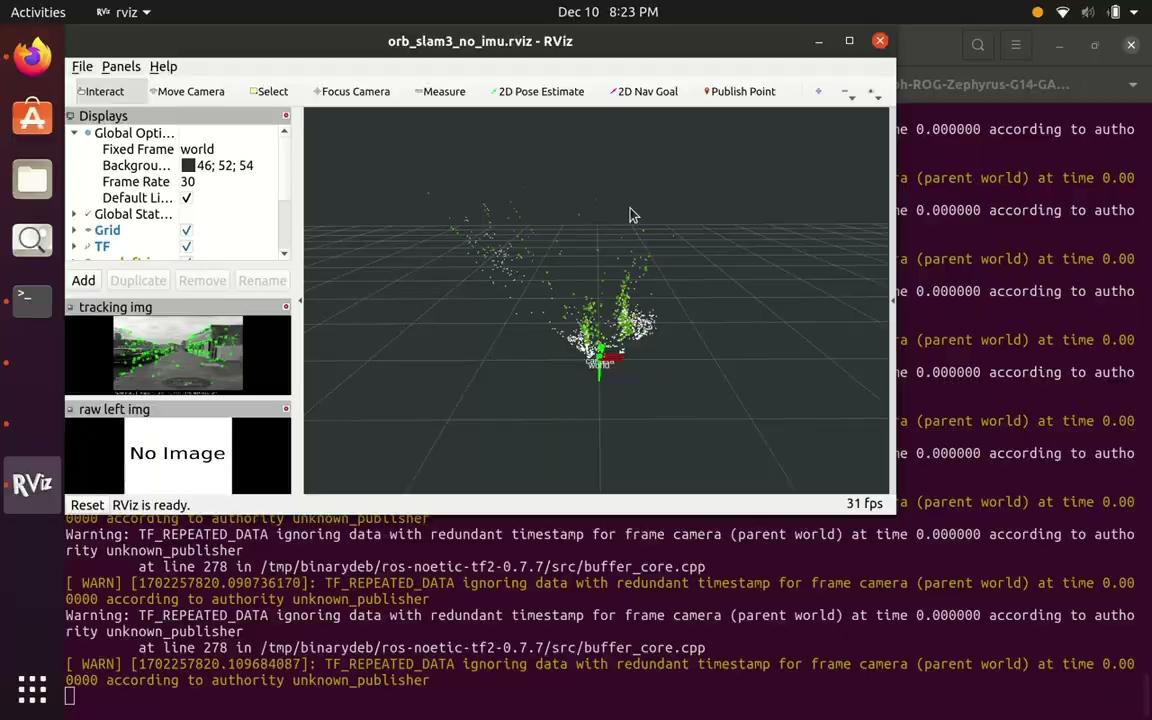 Activities
rviz
Dec 10 8:23 PM
orb_slam3_no_imu.rviz - RViz
ph-ROG-Zephyrus-G14-GA...
File Panels Help
Interact Move Camera Select Focus Camera Measure 2D Pose Estimate 2D Nav Goal Publish Point
Displays
Global Opti...
Fixed Frame world
Backgrou... 46; 52; 54
Frame Rate 30
Default Li... ✓
Global Stat...
Grid ✓
TF ✓
Add Duplicate Remove Rename
tracking img
raw left img
No Image
world
Reset RViz is ready. 31 fps
me 0.000000 according to autho
ra (parent world) at time 0.00
me 0.000000 according to autho
ra (parent world) at time 0.00
me 0.000000 according to autho
ra (parent world) at time 0.00
me 0.000000 according to autho
ra (parent world) at time 0.00
me 0.000000 according to autho
ra (parent world) at time 0.00
0000 according to authority unknown_publisher
Warning: TF_REPEATED_DATA ignoring data with redundant timestamp for frame camera (parent world) at time 0.000000 according to autho
rity unknown_publisher
at line 278 in /tmp/binarydeb/ros-noetic-tf2-0.7.7/src/buffer_core.cpp
[ WARN] [1702257820.090736170]: TF_REPEATED_DATA ignoring data with redundant timestamp for frame camera (parent world) at time 0.00
0000 according to authority unknown_publisher
Warning: TF_REPEATED_DATA ignoring data with redundant timestamp for frame camera (parent world) at time 0.000000 according to autho
rity unknown_publisher
at line 278 in /tmp/binarydeb/ros-noetic-tf2-0.7.7/src/buffer_core.cpp
[ WARN] [1702257820.109684087]: TF_REPEATED_DATA ignoring data with redundant timestamp for frame camera (parent world) at time 0.00
0000 according to authority unknown_publisher